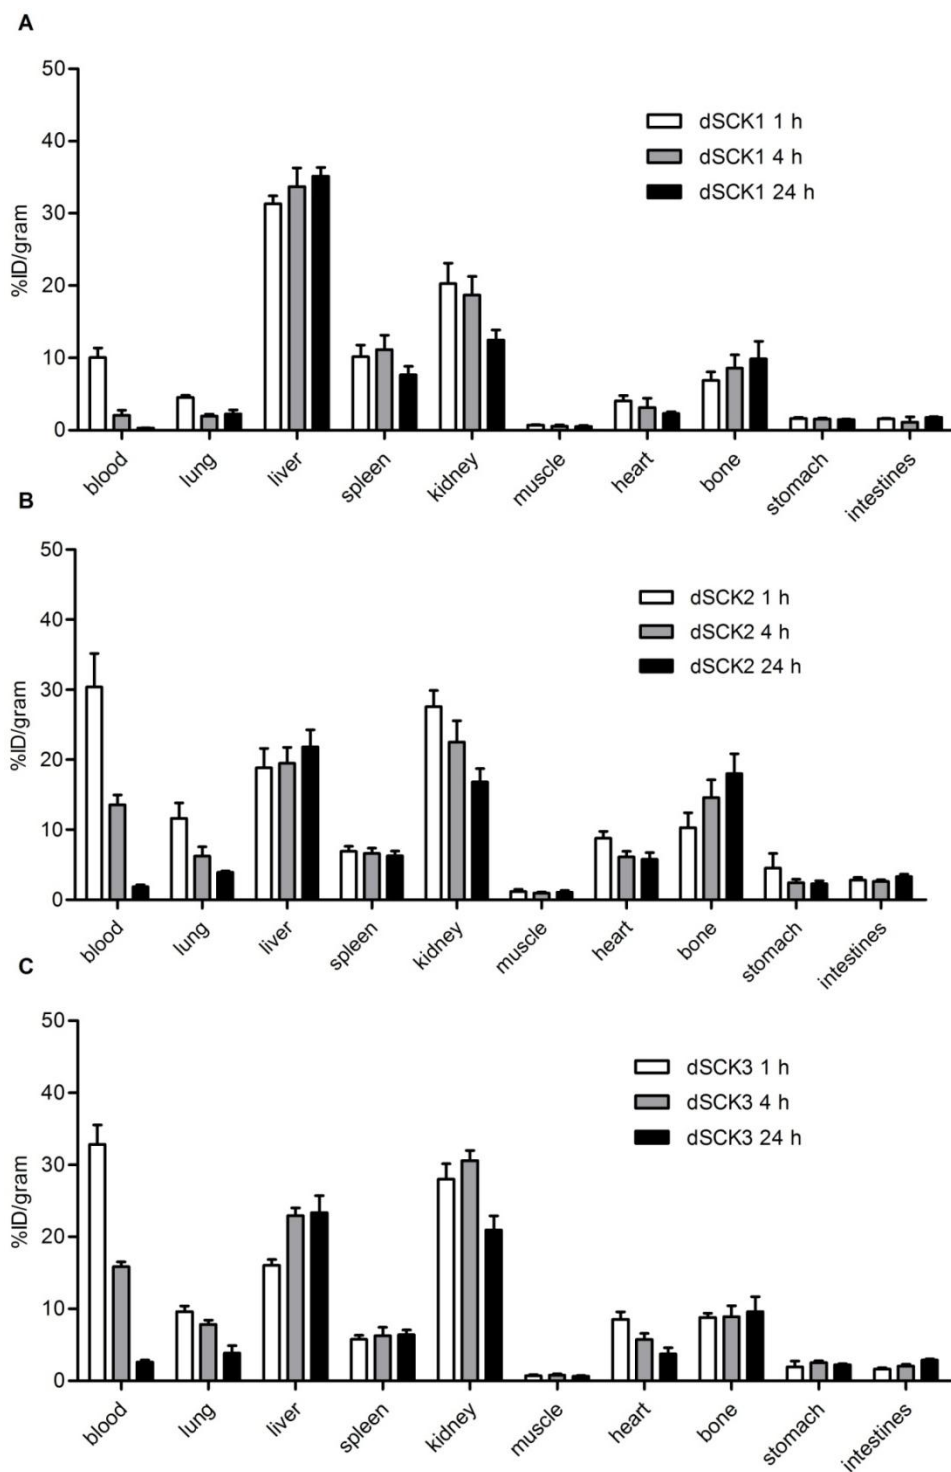 A
50
40
30
20
10
0
%ID/gram
dSCK1 1 h
dSCK1 4 h
dSCK1 24 h
blood
lung
liver
spleen
kidney
muscle
heart
bone
stomach
intestines
B
50
40
30
20
10
0
%ID/gram
dSCK2 1 h
dSCK2 4 h
dSCK2 24 h
blood
lung
liver
spleen
kidney
muscle
heart
bone
stomach
intestines
C
50
40
30
20
10
0
%ID/gram
dSCK3 1 h
dSCK3 4 h
dSCK3 24 h
blood
lung
liver
spleen
kidney
muscle
heart
bone
stomach
intestines